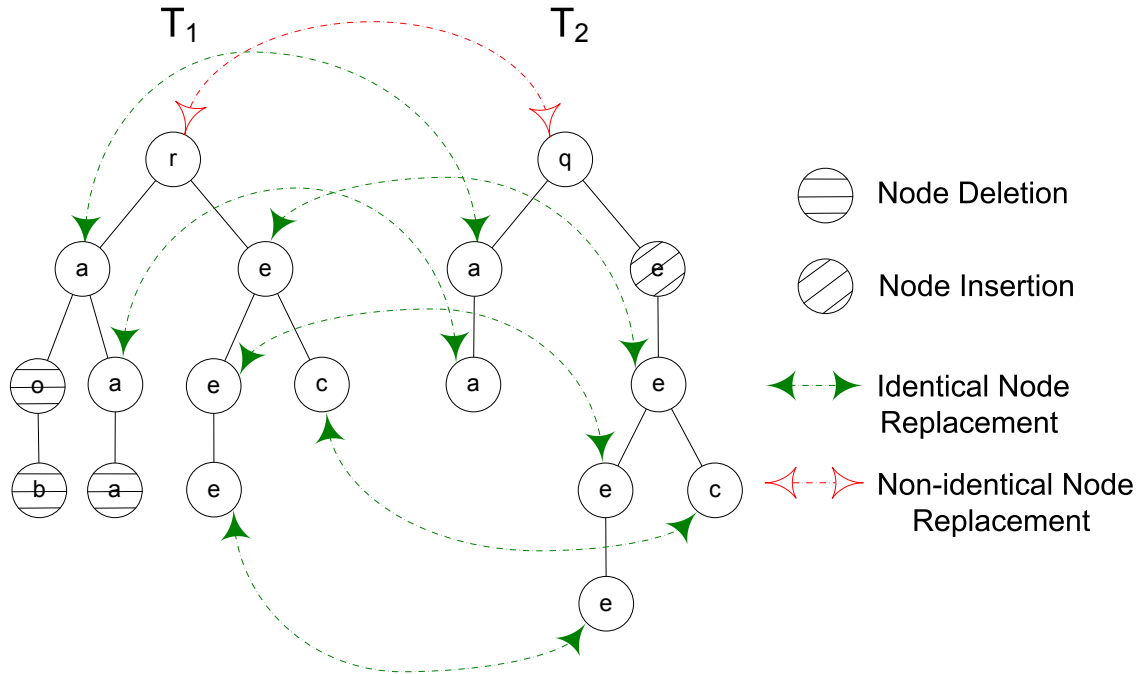 T1 T2
r q
Node Deletion
a e a e
Node Insertion
o a e c a e
Identical Node
Replacement
b a e e c
Non-identical Node
Replacement
e